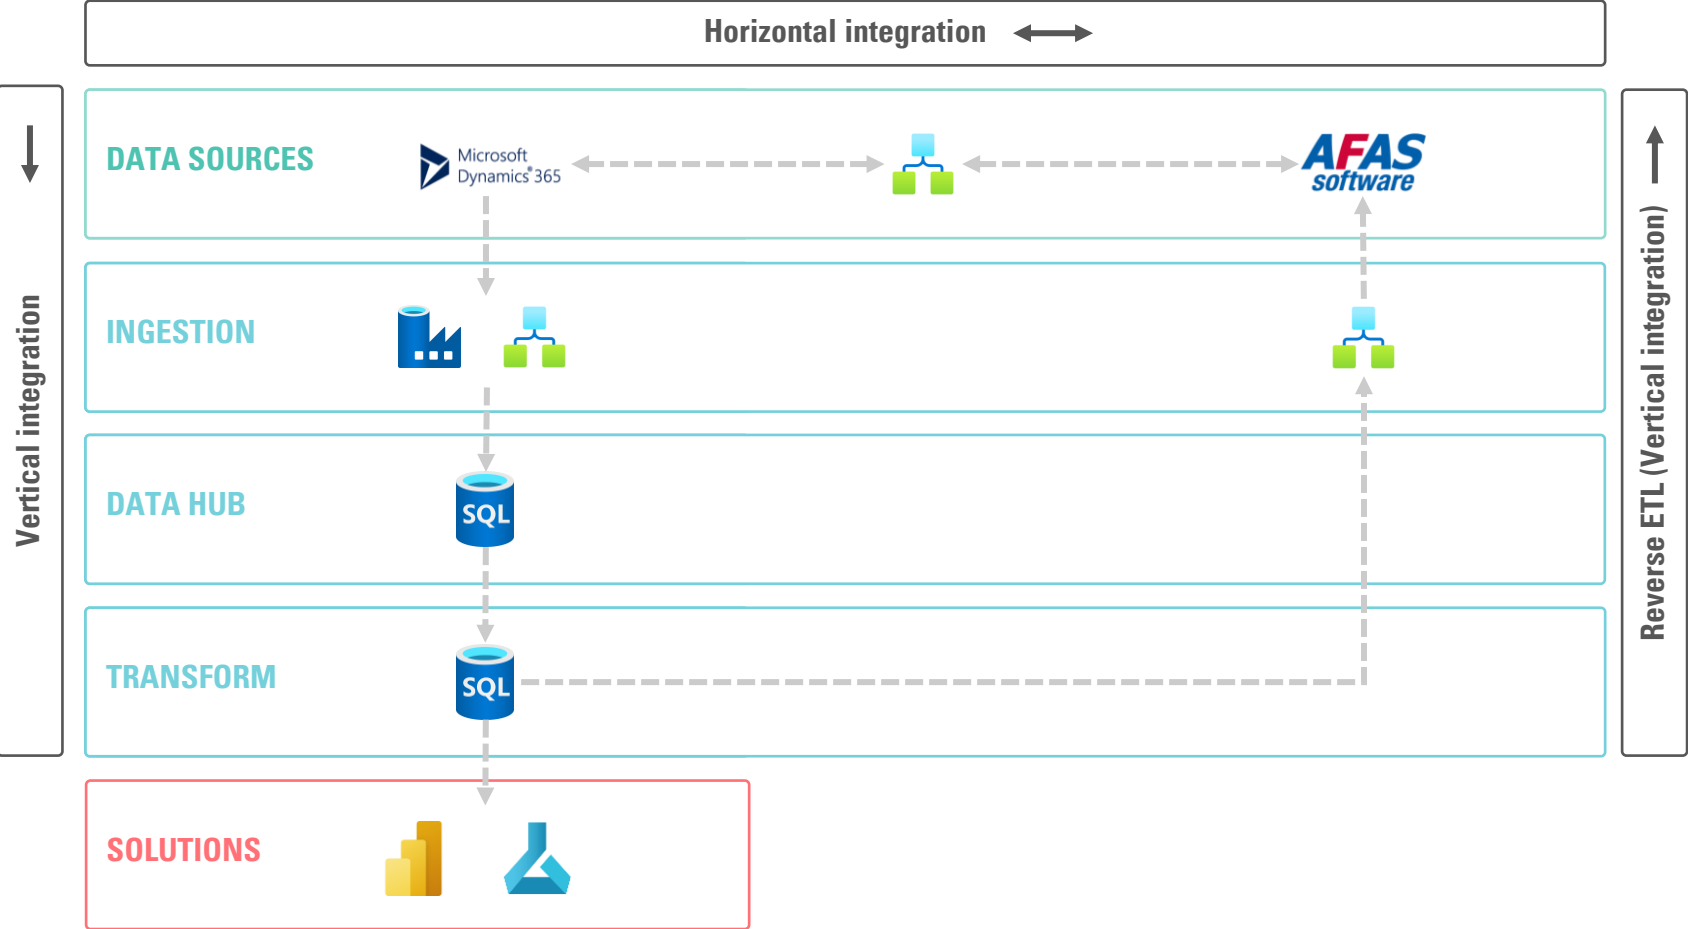 Horizontal integration
Vertical integration
Reverse ETL (Vertical integration)
DATA SOURCES
Microsoft
Dynamics® 365
AFAS
software
INGESTION
DATA HUB
SQL
TRANSFORM
SQL
SOLUTIONS